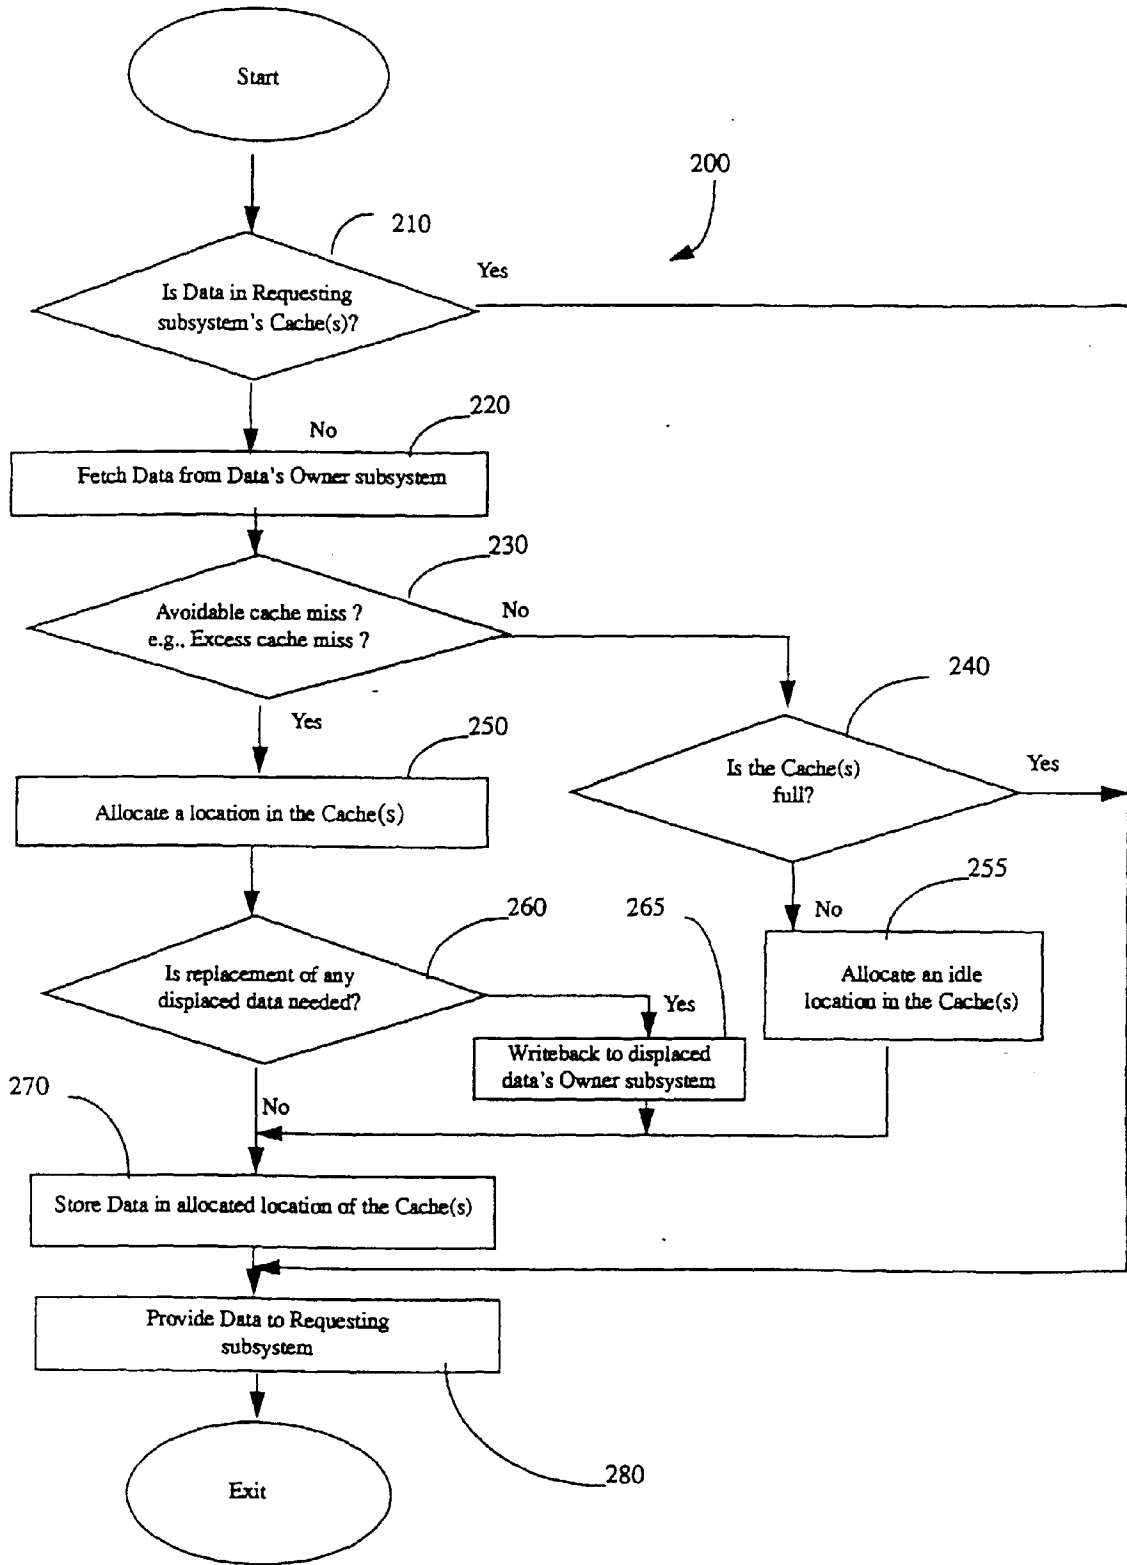 Start
200
210
Yes
Is Data in Requesting
subsystem's Cache(s)?
220
No
Fetch Data from Data's Owner subsystem
230
No
Avoidable cache miss ?
e.g., Excess cache miss ?
240
Yes
250
Is the Cache(s)
full?
Yes
Allocate a location in the Cache(s)
255
260
265
No
Is replacement of any
displaced data needed?
Yes
Allocate an idle
location in the Cache(s)
Writeback to displaced
data's Owner subsystem
270
No
Store Data in allocated location of the Cache(s)
Provide Data to Requesting
subsystem
280
Exit